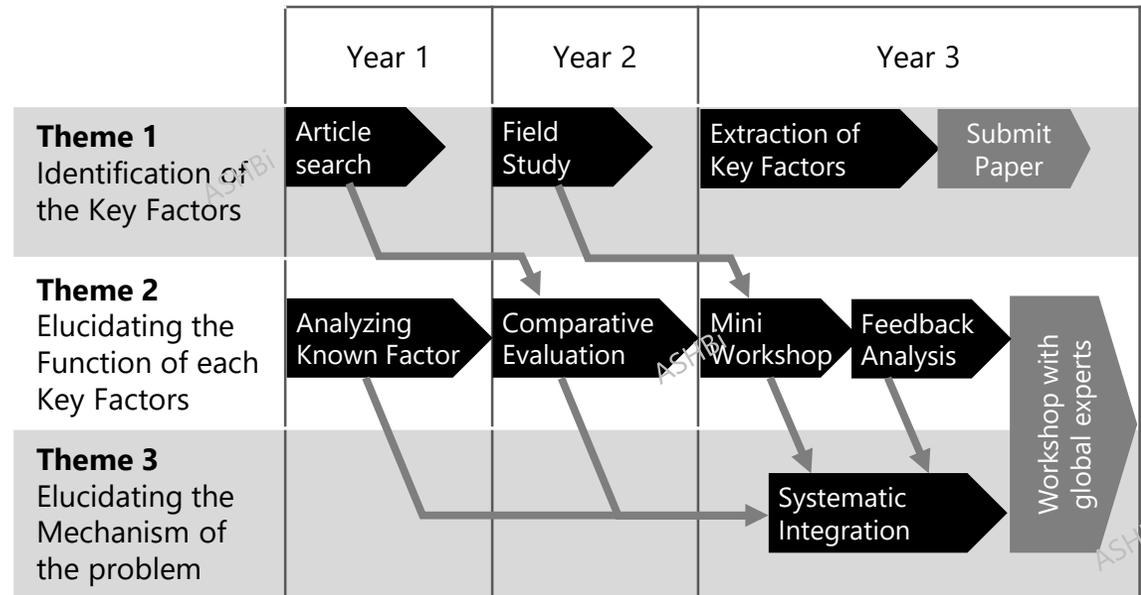 Year 1
Year 2
Year 3
Theme 1
Identification of
the Key Factors
Article
search
Field
Study
Extraction of
Key Factors
Submit
Paper
ASHBi
Theme 2
Elucidating the
Function of each
Key Factors
Analyzing
Known Factor
Comparative
Evaluation
ASHBi
Mini
Workshop
Feedback
Analysis
Workshop with
global experts
Theme 3
Elucidating the
Mechanism of
the problem
Systematic
Integration